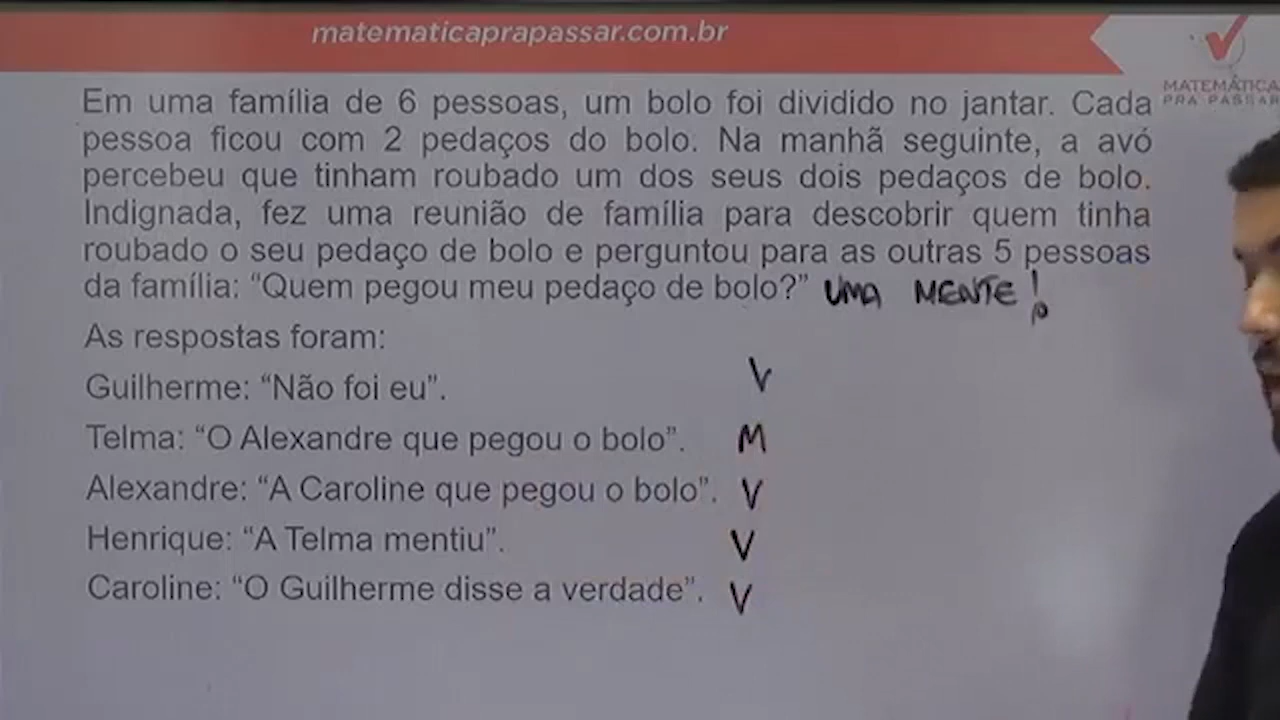 matematicaprapassar.com.br
MATEMÁTICA
PRA PASSAR
Em uma família de 6 pessoas, um bolo foi dividido no jantar. Cada
pessoa ficou com 2 pedaços do bolo. Na manhã seguinte, a avó
percebeu que tinham roubado um dos seus dois pedaços de bolo.
Indignada, fez uma reunião de família para descobrir quem tinha
roubado o seu pedaço de bolo e perguntou para as outras 5 pessoas
da família: “Quem pegou meu pedaço de bolo?” UMA MENTE!
As respostas foram:
Guilherme: “Não foi eu”. V
Telma: “O Alexandre que pegou o bolo”. M
Alexandre: “A Caroline que pegou o bolo”. V
Henrique: “A Telma mentiu”. V
Caroline: “O Guilherme disse a verdade”. V